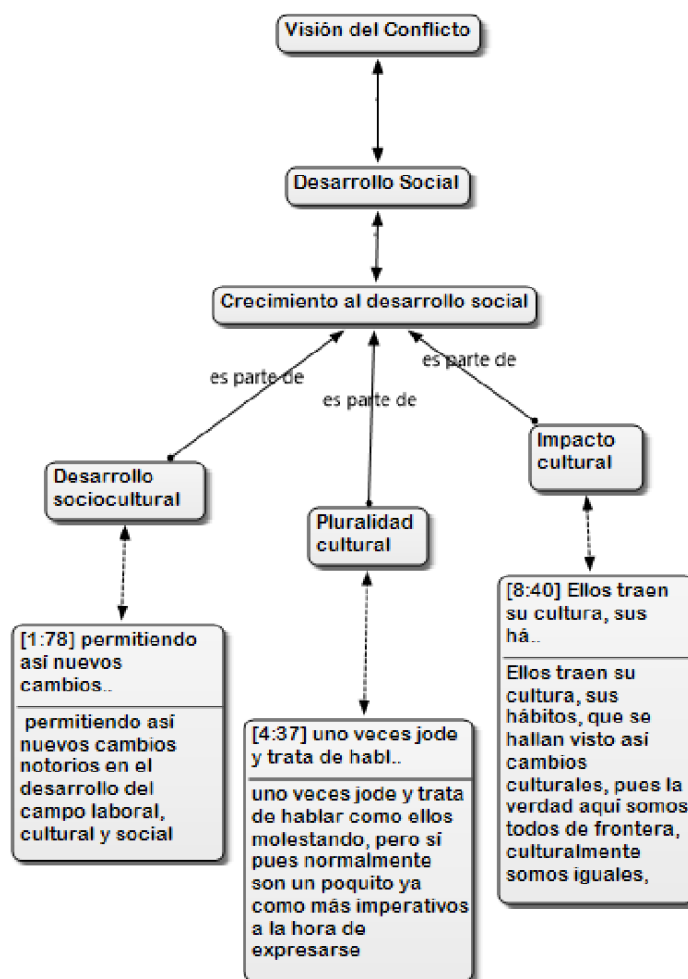 Visión del Conflicto
Desarrollo Social
Crecimiento al desarrollo social
es parte de
es parte de
es parte de
Desarrollo
sociocultural
Pluralidad
cultural
Impacto
cultural
[1:78] permitiendo
así nuevos
cambios..
permitiendo así
nuevos cambios
notorios en el
desarrollo del
campo laboral,
cultural y social
[4:37] uno veces jode
y trata de habl..
uno veces jode y trata
de hablar como ellos
molestando, pero sí
pues normalmente
son un poquito ya
como más imperativos
a la hora de
expresarse
[8:40] Ellos traen
su cultura, sus
há..
Ellos traen su
cultura, sus
hábitos, que se
hallan visto así
cambios
culturales, pues la
verdad aquí somos
todos de frontera,
culturalmente
somos iguales,